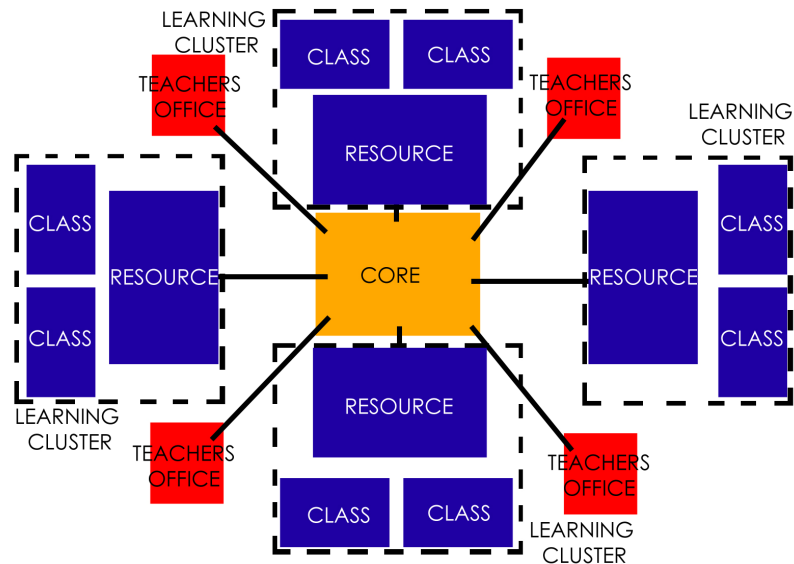 LEARNING
CLUSTER
CLASS
CLASS
TEACHERS
OFFICE
TEACHERS
OFFICE
RESOURCE
LEARNING
CLUSTER
CLASS
RESOURCE
CLASS
CORE
RESOURCE
CLASS
CLASS
LEARNING
CLUSTER
RESOURCE
TEACHERS
OFFICE
CLASS
CLASS
TEACHERS
OFFICE
LEARNING
CLUSTER